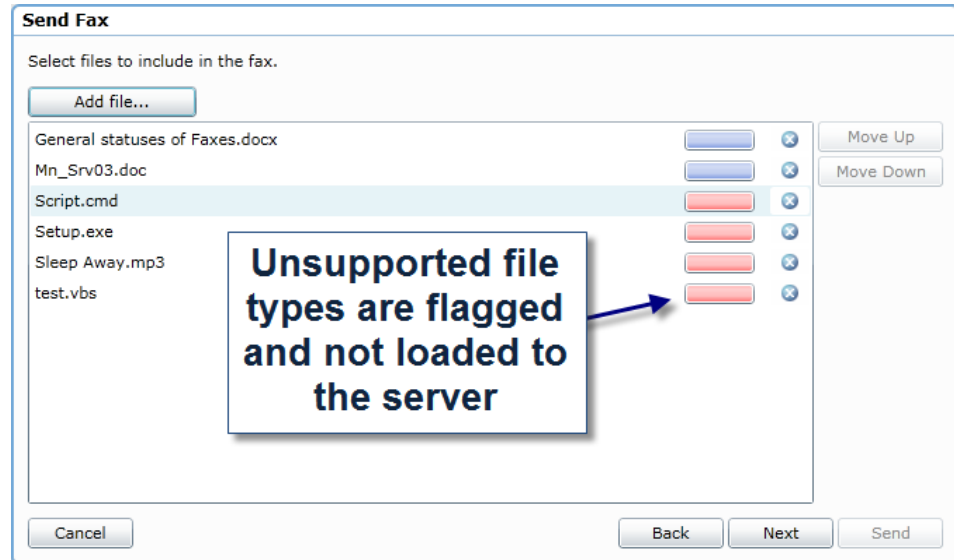 Send Fax
Select files to include in the fax.
Add file...
General statuses of Faxes.docx
Move Up
Mn_Srv03.doc
Move Down
Script.cmd
Setup.exe
Sleep Away.mp3
test.vbs
Unsupported file
types are flagged
and not loaded to
the server
Cancel
Back
Next
Send